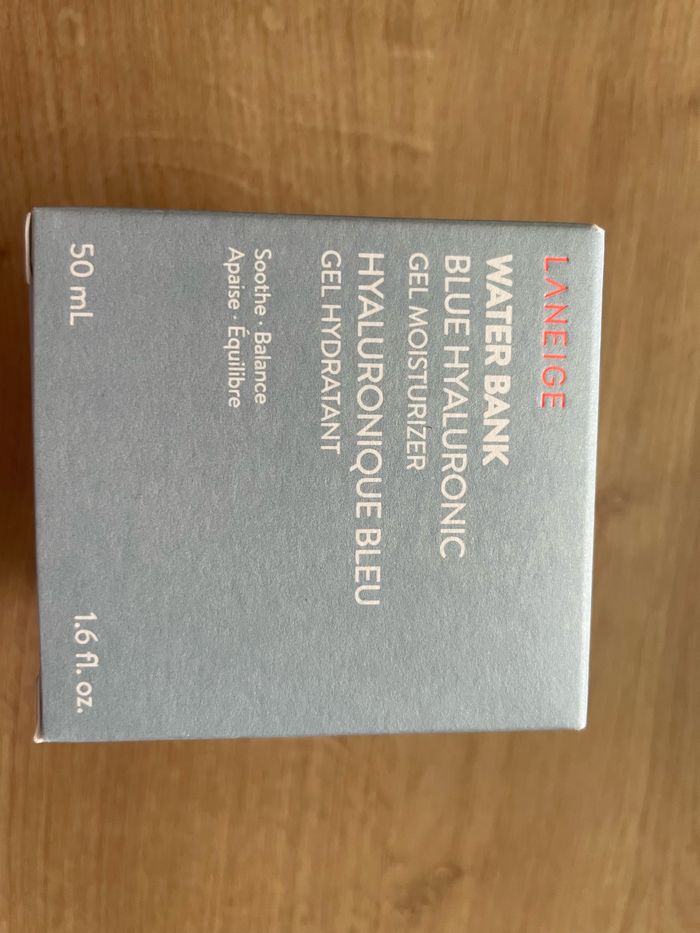 LANEIGE
WATER BANK
BLUE HYALURONIC
GEL MOISTURIZER
HYALURONIQUE BLEU
GEL HYDRATANT
Soothe · Balance
Apaise · Équilibre
50 mL 1.6 fl. oz.